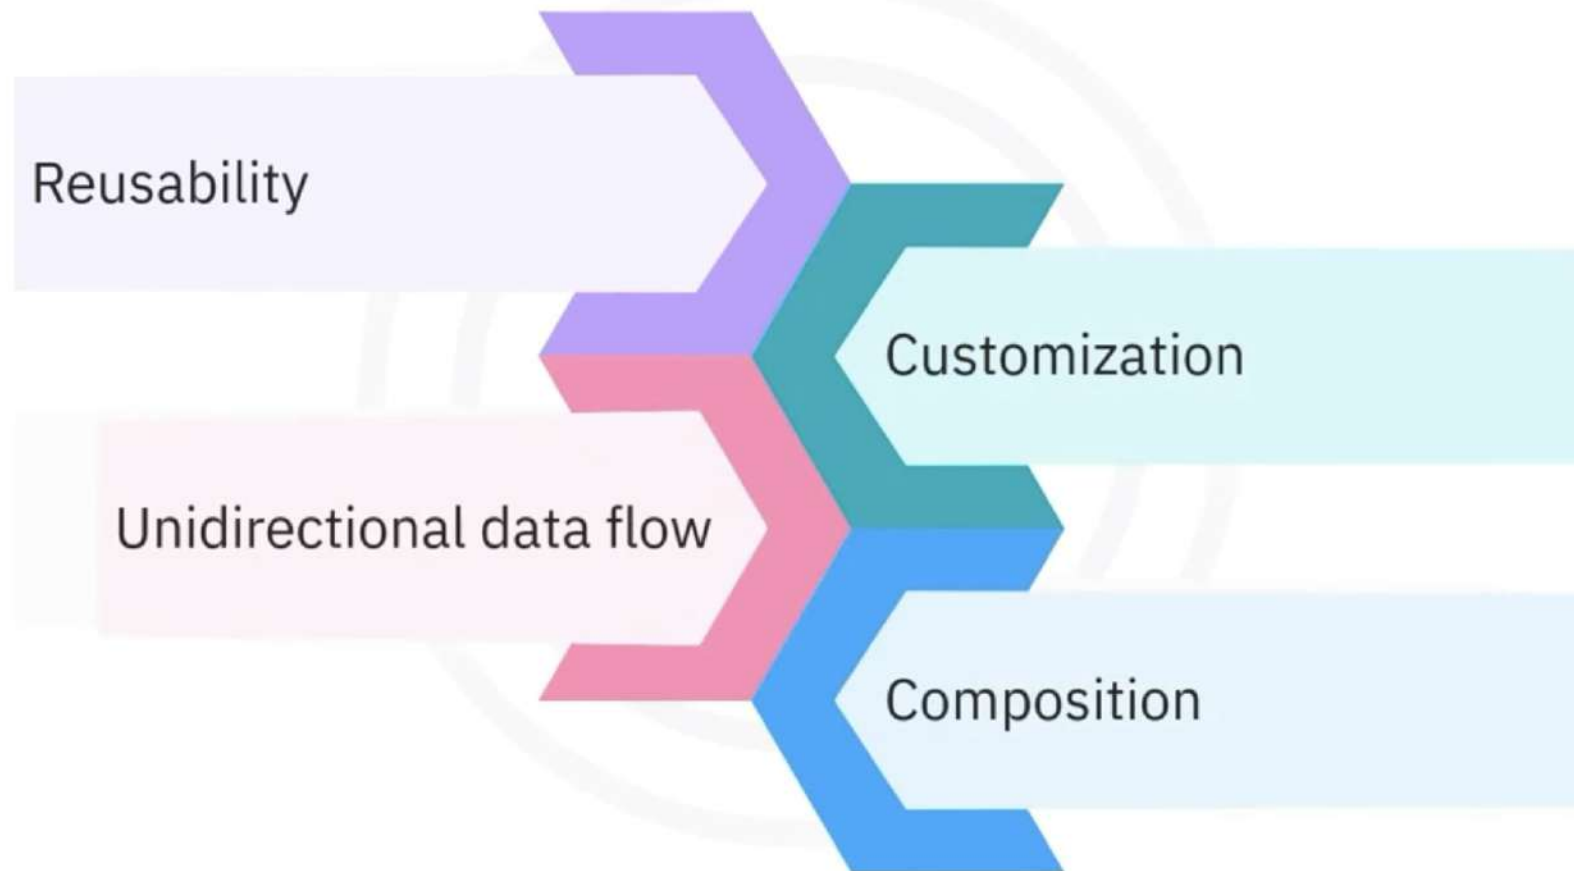 Reusability
Customization
Unidirectional data flow
Composition